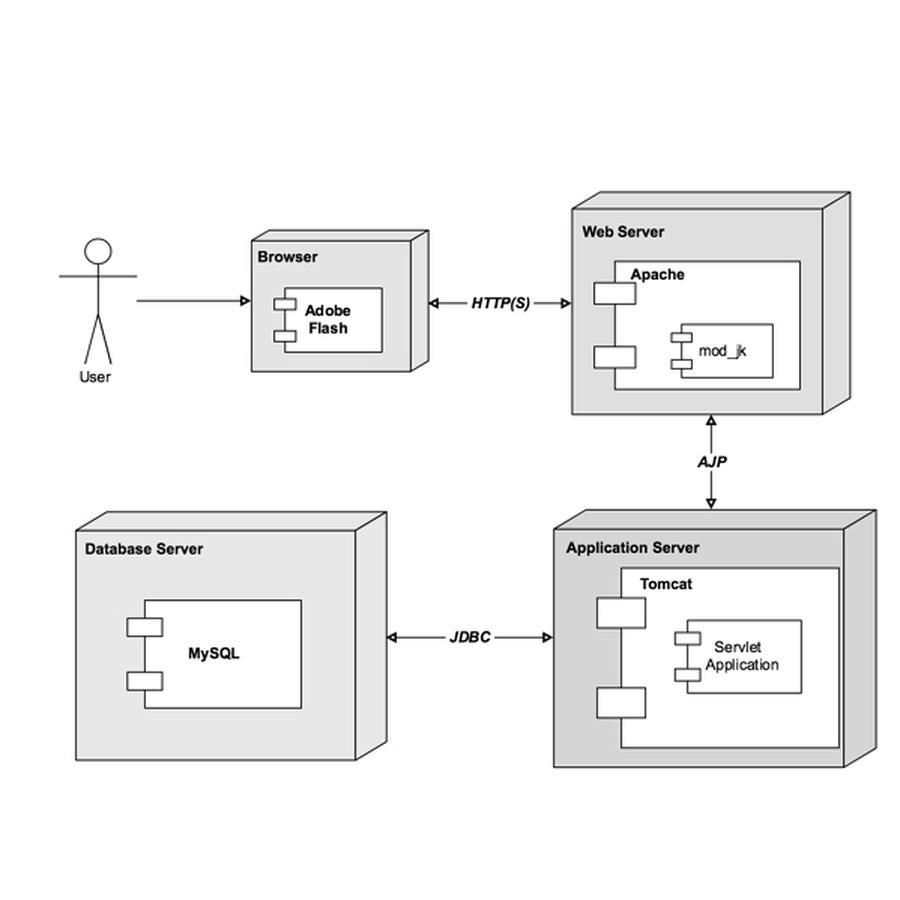 Web Server
Browser
Apache
Adobe
Flash
HTTP(S)
mod_jk
User
AJP
Database Server
Application Server
Tomcat
MySQL
JDBC
Servlet
Application